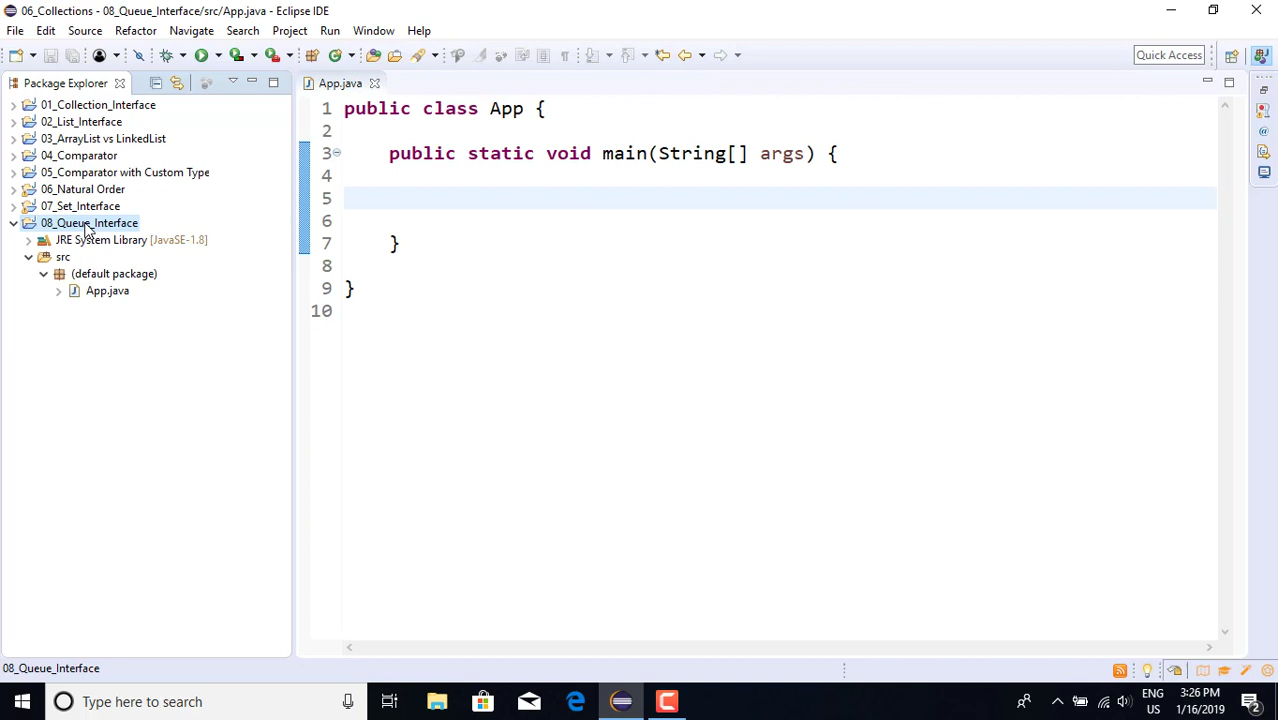 06_Collections - 08_Queue_Interface/src/App.java - Eclipse IDE
File Edit Source Refactor Navigate Search Project Run Window Help
Quick Access
Package Explorer
App.java
01_Collection_Interface
02_List_Interface
03_ArrayList vs LinkedList
04_Comparator
05_Comparator with Custom Type
06_Natural Order
07_Set_Interface
08_Queue_Interface
JRE System Library [JavaSE-1.8]
src
(default package)
App.java
1 public class App {
2
3 public static void main(String[] args) {
4
5
6
7 }
8
9 }
10
08_Queue_Interface
Type here to search
ENG
US
3:26 PM
1/16/2019
2